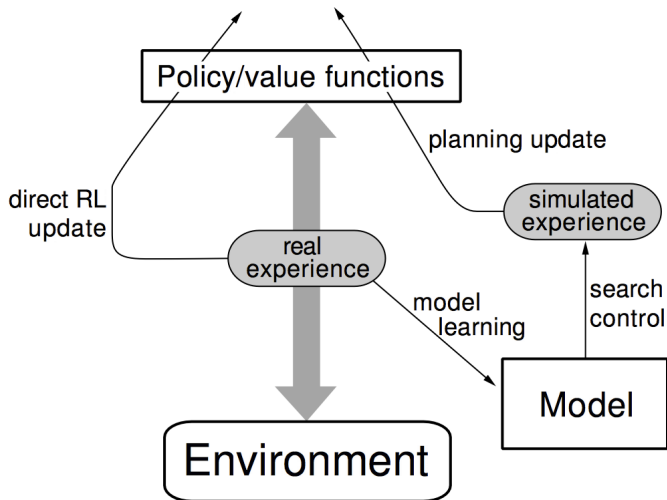 Policy/value functions
planning update
direct RL
update
simulated
experience
real
experience
model
learning
search
control
Model
Environment